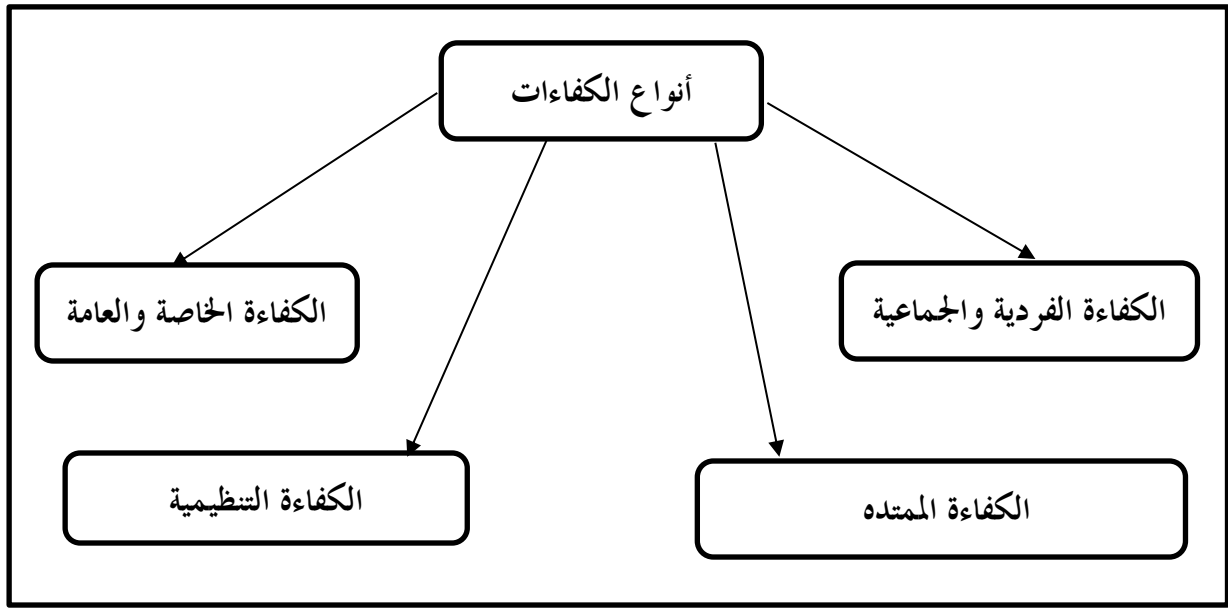 أنواع الكفاءات
الكفاءة الفردية والجماعية
الكفاءة الخاصة والعامة
الكفاءة الممتده
الكفاءة التنظيمية